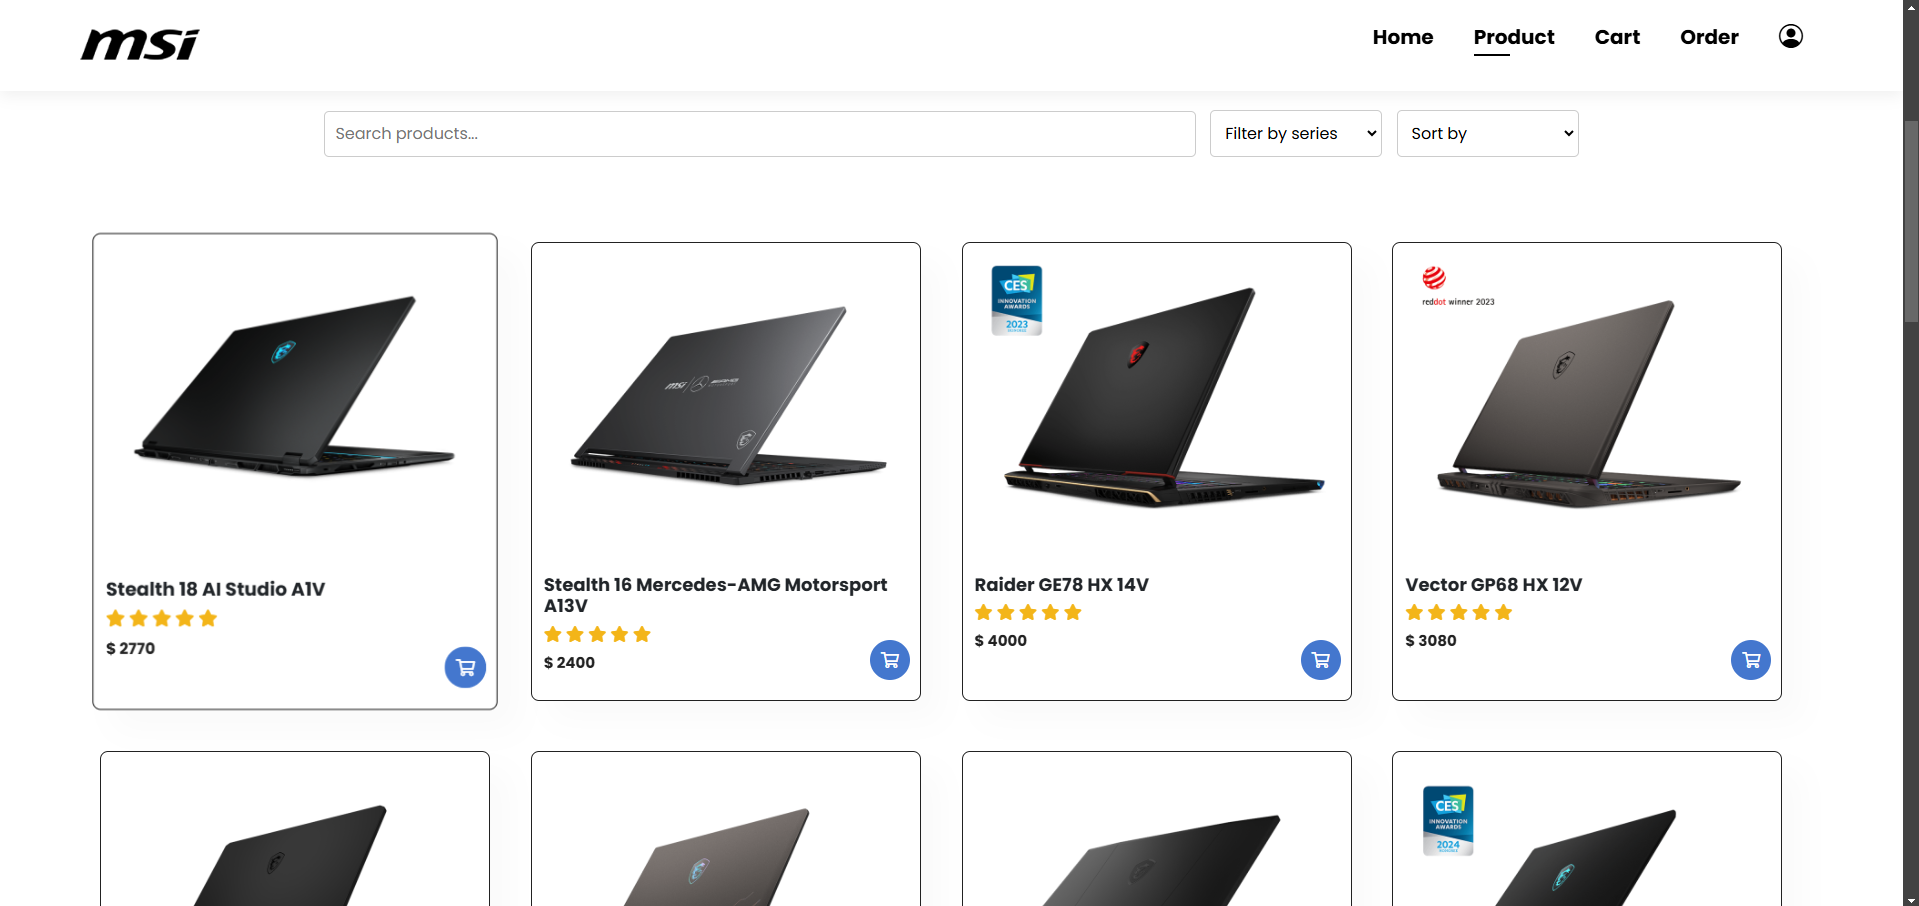 msi
Home
Product
Cart
Order
Search products...
Filter by series
Sort by
msi
Stealth 18 AI Studio A1V
$ 2770
Stealth 16 Mercedes-AMG Motorsport
A13V
$ 2400
CES
INNOVATION
AWARDS
2023
Raider GE78 HX 14V
$ 4000
reddot winner 2023
Vector GP68 HX 12V
$ 3080
CES
INNOVATION
AWARDS
2024